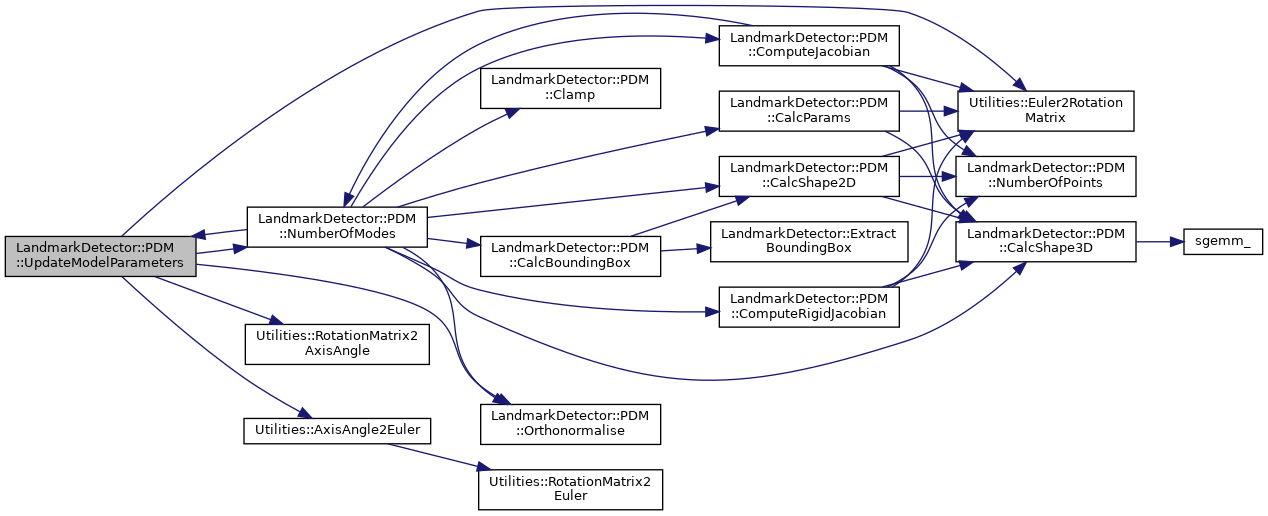 LandmarkDetector::PDM
::UpdateModelParameters
LandmarkDetector::PDM
::NumberOfModes
Utilities::RotationMatrix2
AxisAngle
Utilities::AxisAngle2Euler
LandmarkDetector::PDM
::Clamp
LandmarkDetector::PDM
::CalcBoundingBox
LandmarkDetector::PDM
::Orthonormalise
Utilities::RotationMatrix2
Euler
LandmarkDetector::PDM
::ComputeJacobian
LandmarkDetector::PDM
::CalcParams
LandmarkDetector::PDM
::CalcShape2D
LandmarkDetector::Extract
BoundingBox
LandmarkDetector::PDM
::ComputeRigidJacobian
Utilities::Euler2Rotation
Matrix
LandmarkDetector::PDM
::NumberOfPoints
LandmarkDetector::PDM
::CalcShape3D
sgemm_